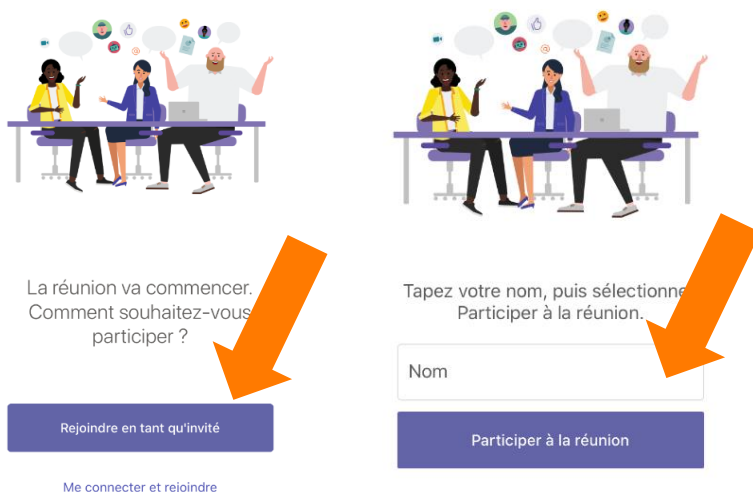 La réunion va commencer.
Comment souhaitez-vous
participer ?
Rejoindre en tant qu'invité
Me connecter et rejoindre
Tapez votre nom, puis sélectionne
Participer à la réunion.
Nom
Participer à la réunion